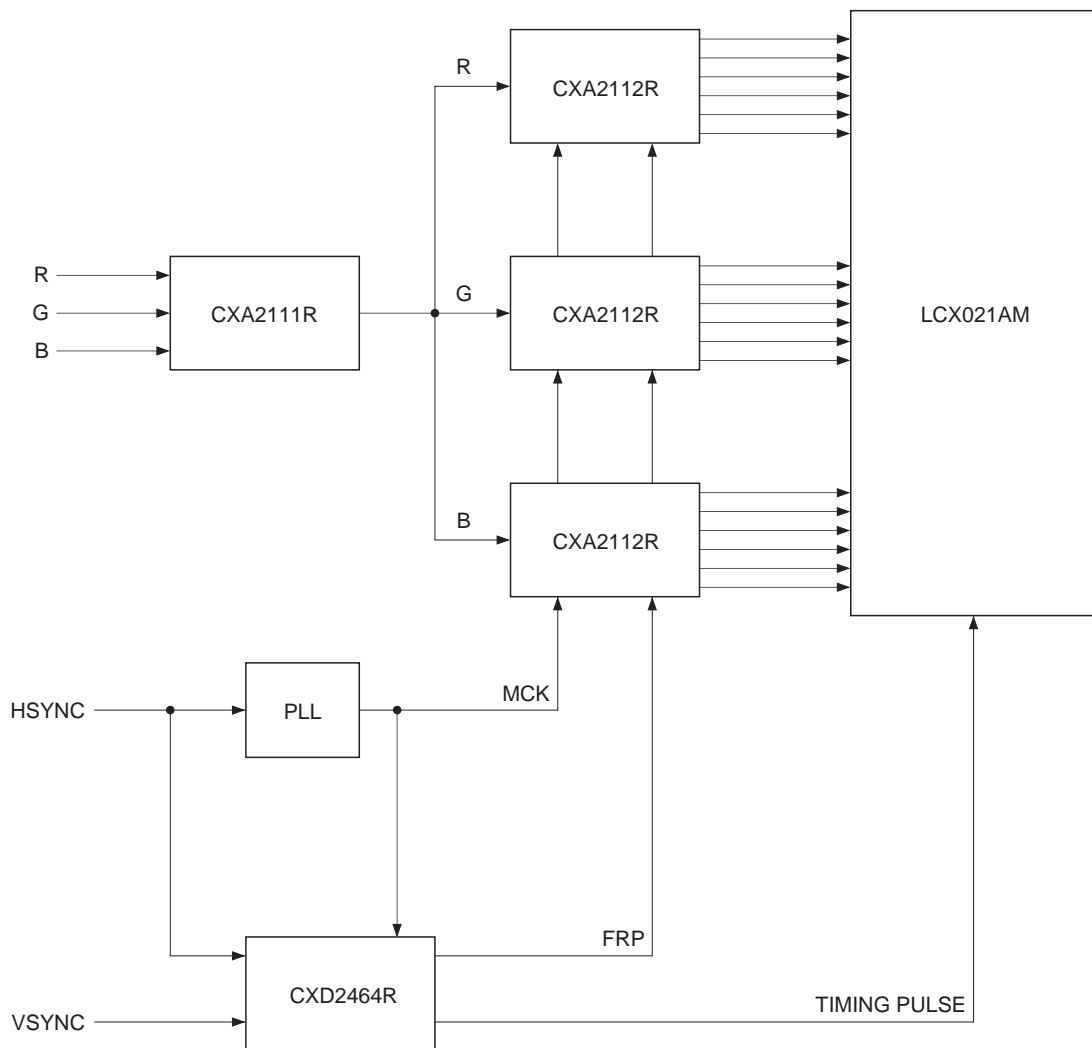 R
CXA2112R
R
G
B
CXA2111R
G
CXA2112R
LCX021AM
B
CXA2112R
HSYNC
PLL
MCK
FRP
CXD2464R
VSYNC
TIMING PULSE